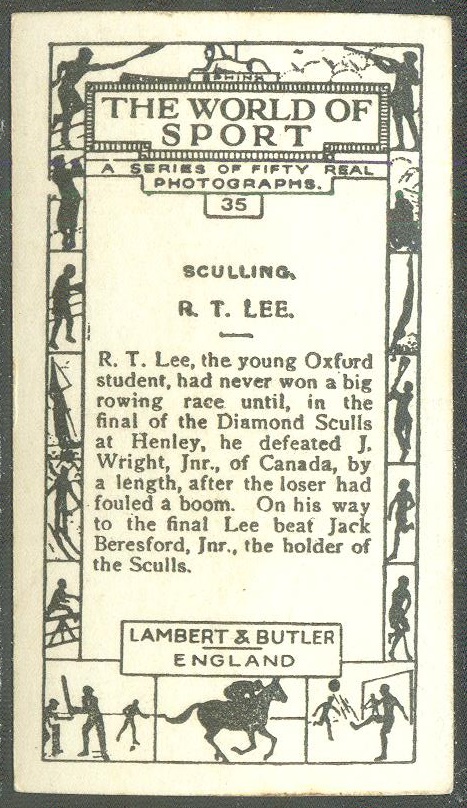 SPHINX
THE WORLD OF
SPORT
A SERIES OF FIFTY REAL
PHOTOGRAPHS.
35
SCULLING.
R. T. LEE.
R. T. Lee, the young Oxford
student, had never won a big
rowing race until, in the
final of the Diamond Sculls
at Henley, he defeated J.
Wright, Jnr., of Canada, by
a length, after the loser had
fouled a boom. On his way
to the final Lee beat Jack
Beresford, Jnr., the holder of
the Sculls.
LAMBERT & BUTLER
ENGLAND